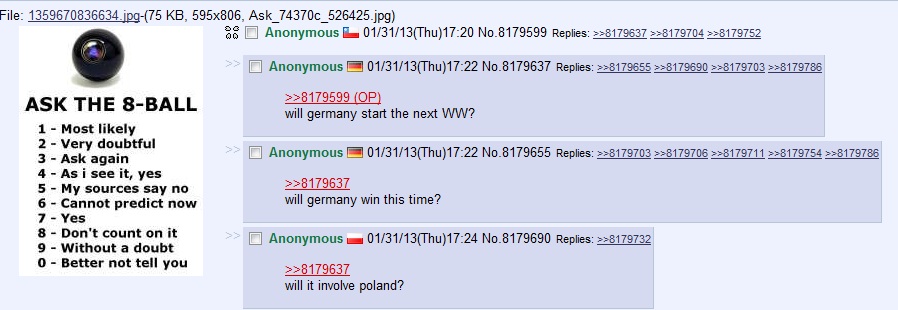 File: 1359670836634.jpg-(75 KB, 595x806, Ask_74370c_526425.jpg)
ASK THE 8-BALL
1 - Most likely
2 - Very doubtful
3 - Ask again
4 - As i see it, yes
5 - My sources say no
6 - Cannot predict now
7 - Yes
8 - Don't count on it
9 - Without a doubt
0 - Better not tell you
Anonymous 01/31/13(Thu)17:20 No.8179599 Replies: >>8179637 >>8179704 >>8179752
>> Anonymous 01/31/13(Thu)17:22 No.8179637 Replies: >>8179655 >>8179690 >>8179703 >>8179786
>>8179599 (OP)
will germany start the next WW?
>> Anonymous 01/31/13(Thu)17:22 No.8179655 Replies: >>8179703 >>8179706 >>8179711 >>8179754 >>8179786
>>8179637
will germany win this time?
>> Anonymous 01/31/13(Thu)17:24 No.8179690 Replies: >>8179732
>>8179637
will it involve poland?